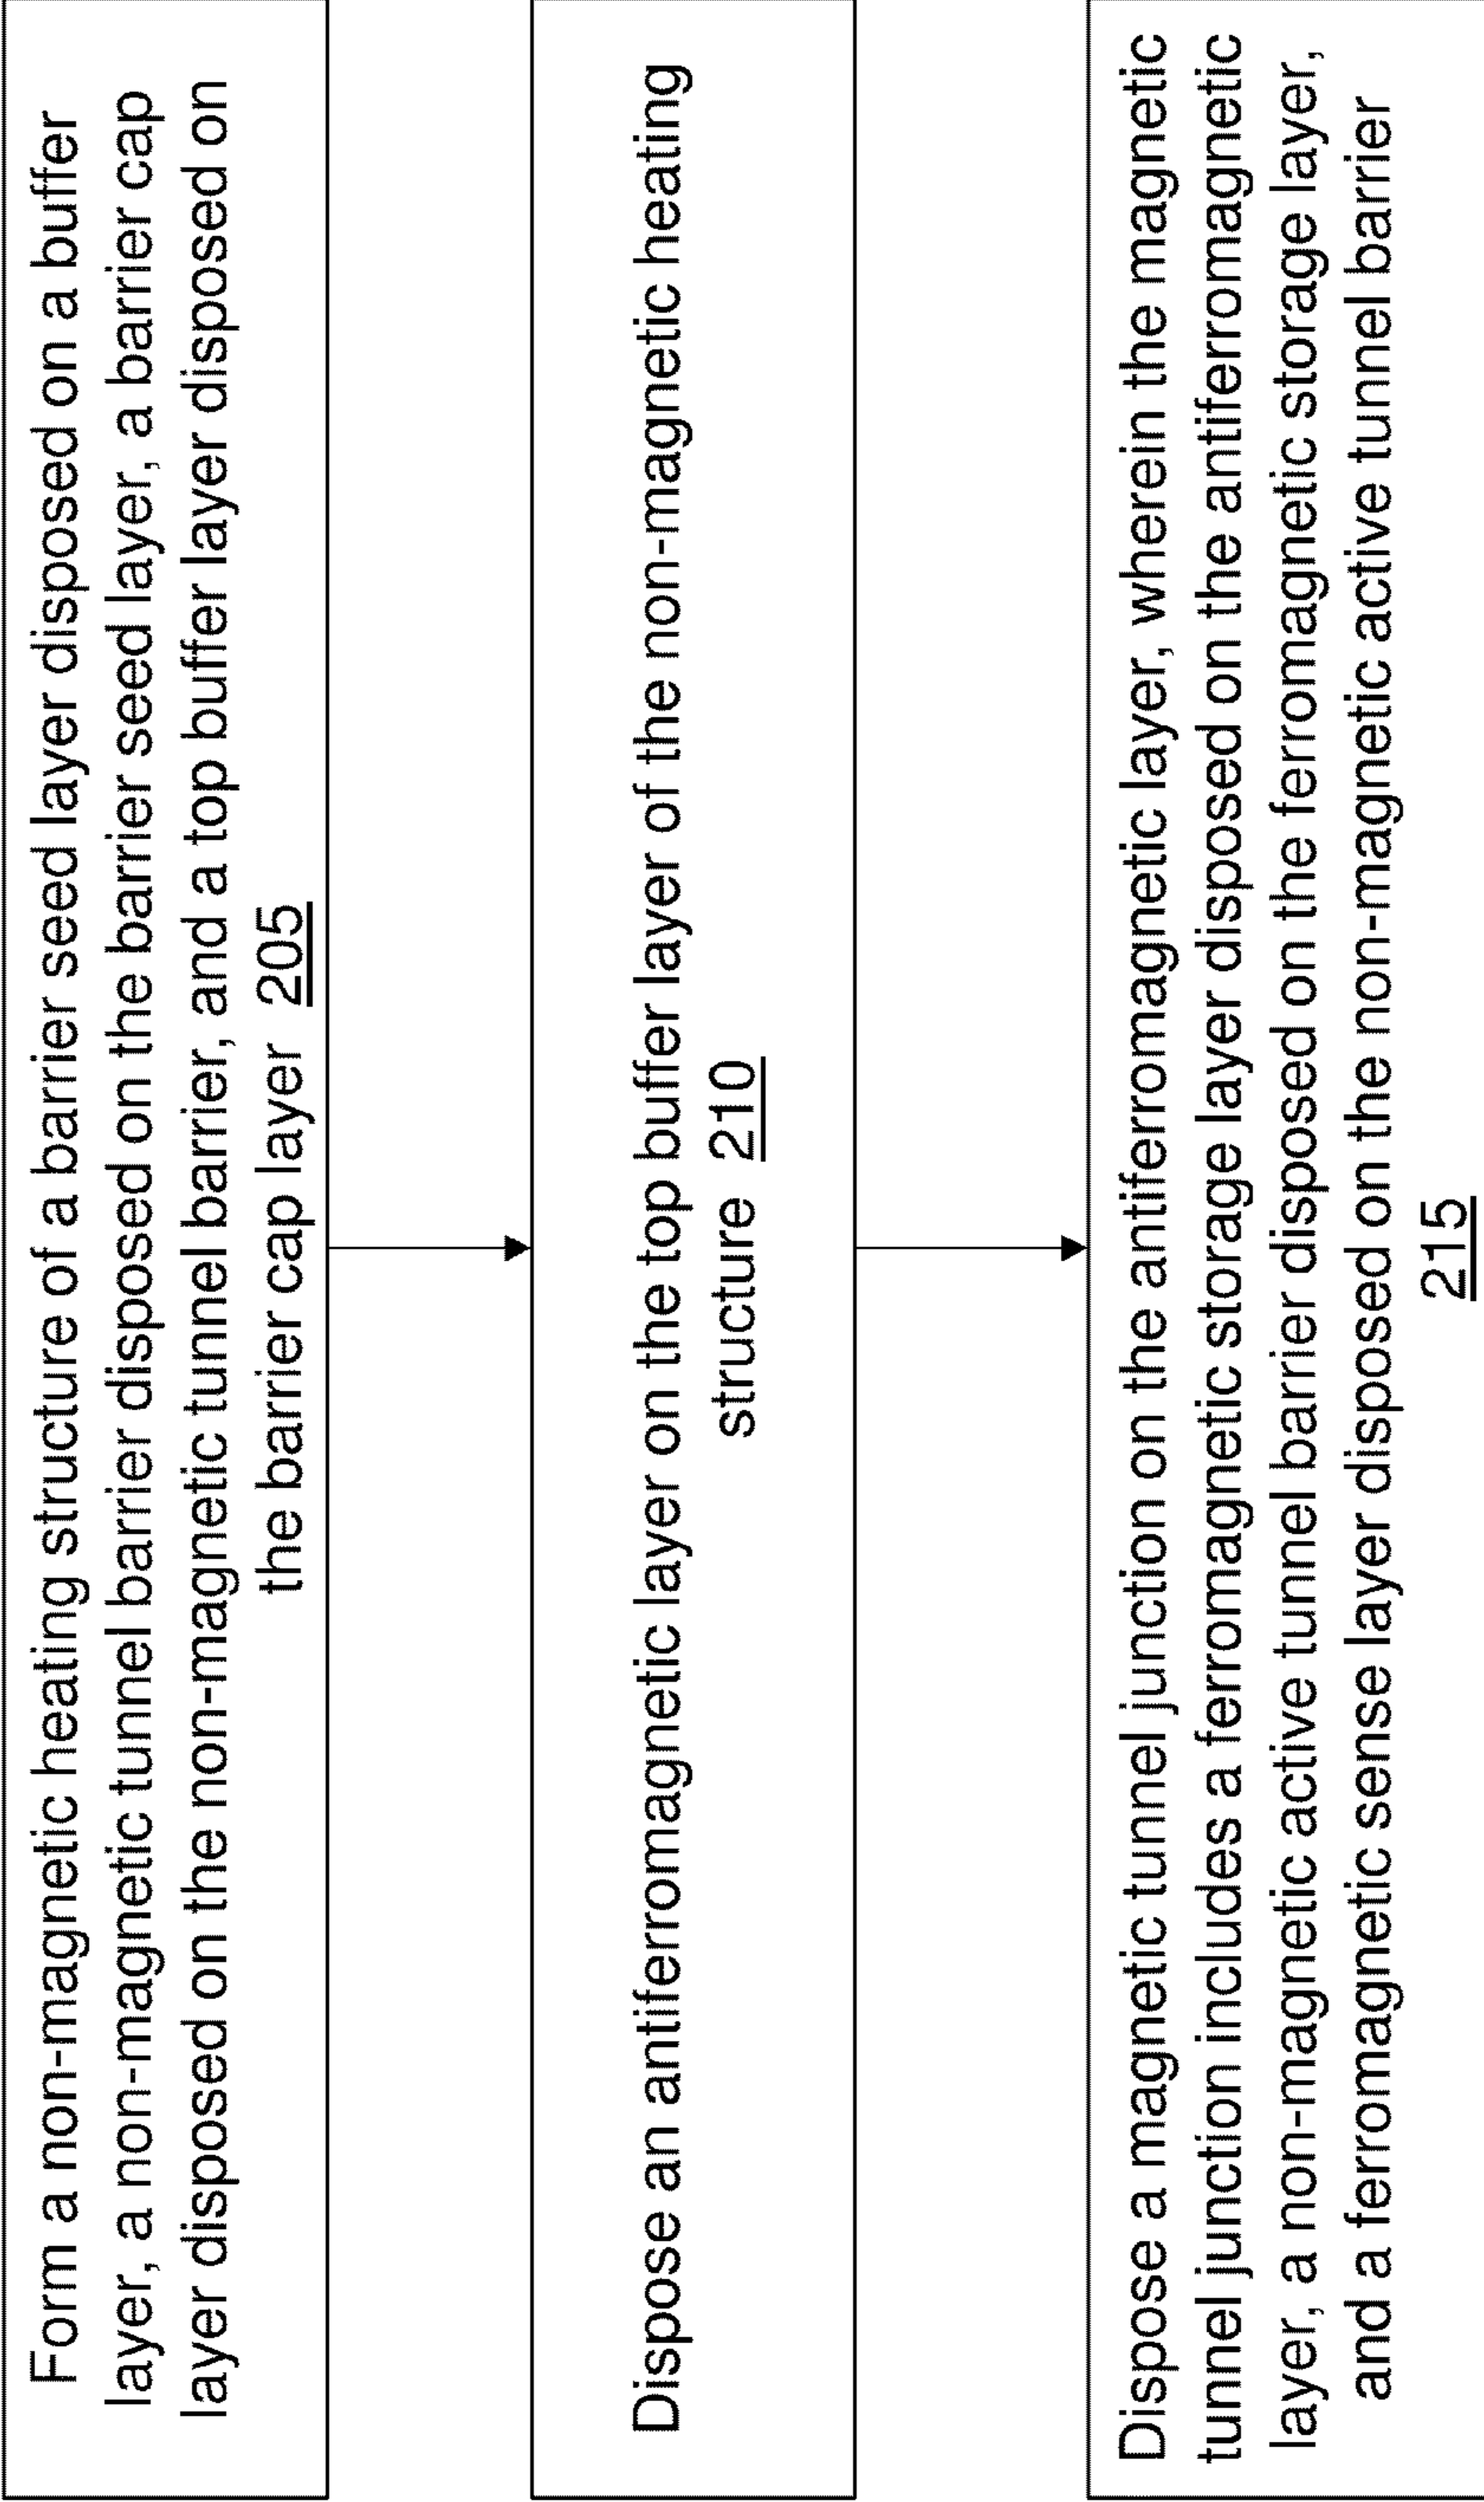 Form a non-magnetic heating structure of a barrier seed layer disposed on a buffer
layer, a non-magnetic tunnel barrier disposed on the barrier seed layer, a barrier cap
layer disposed on the non-magnetic tunnel barrier, and a top buffer layer disposed on
the barrier cap layer 205
Dispose an antiferromagnetic layer on the top buffer layer of the non-magnetic heating
structure 210
Dispose a magnetic tunnel junction on the antiferromagnetic layer, wherein the magnetic
tunnel junction includes a ferromagnetic storage layer disposed on the antiferromagnetic
layer, a non-magnetic active tunnel barrier disposed on the ferromagnetic storage layer,
and a ferromagnetic sense layer disposed on the non-magnetic active tunnel barrier
215